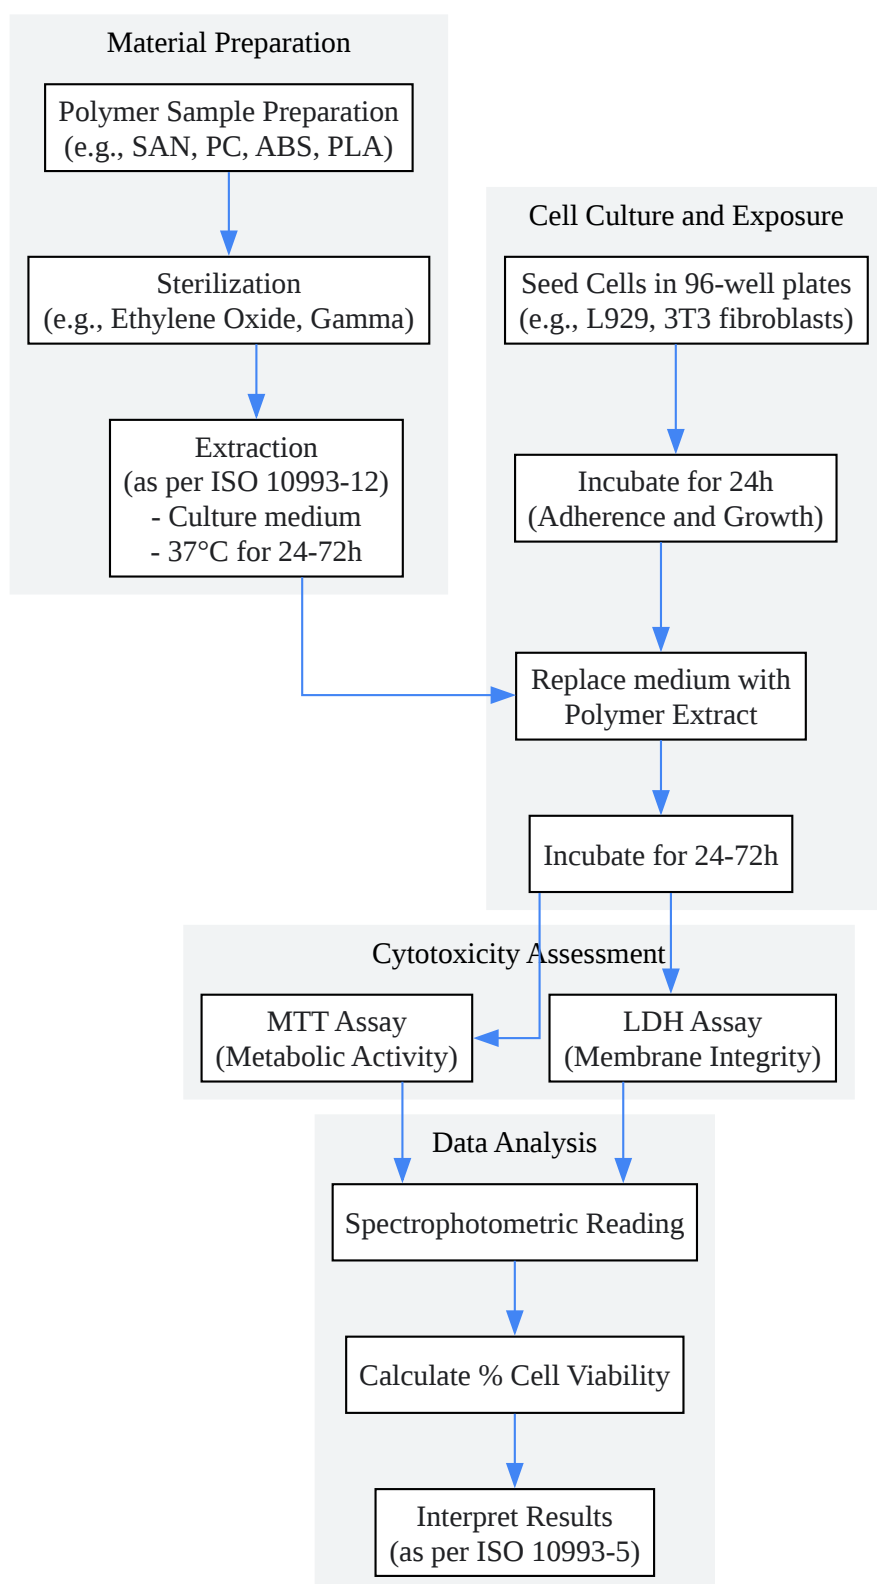 Material Preparation
Polymer Sample Preparation
(e.g., SAN, PC, ABS, PLA)
Sterilization
(e.g., Ethylene Oxide, Gamma)
Extraction
(as per ISO 10993-12)
- Culture medium
- 37°C for 24-72h
Cell Culture and Exposure
Seed Cells in 96-well plates
(e.g., L929, 3T3 fibroblasts)
Incubate for 24h
(Adherence and Growth)
Replace medium with
Polymer Extract
Incubate for 24-72h
Cytotoxicity Assessment
MTT Assay
(Metabolic Activity)
LDH Assay
(Membrane Integrity)
Data Analysis
Spectrophotometric Reading
Calculate % Cell Viability
Interpret Results
(as per ISO 10993-5)